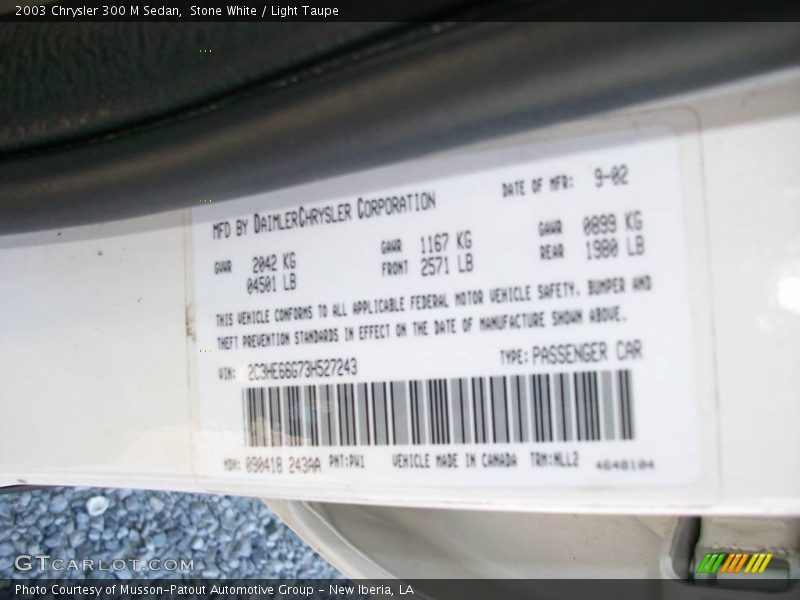 2003 Chrysler 300 M Sedan,  Stone White / Light Taupe
MFD BY DAIMLERCHRYSLER CORPORATION DATE OF MFR: 9-02
GVWR 2042 KG GAWR 1167 KG GAWR 0899 KG
04501 LB FRONT 2571 LB REAR 1980 LB
THIS VEHICLE CONFORMS TO ALL APPLICABLE FEDERAL MOTOR VEHICLE SAFETY, BUMPER AND
THEFT PREVENTION STANDARDS IN EFFECT ON THE DATE OF MANUFACTURE SHOWN ABOVE.
VIN: 2C3HE66G73H527243 TYPE: PASSENGER CAR
MDH: 090418 243AA PNT:PW1 VEHICLE MADE IN CANADA TRM:NLL2 4648104
GTCARLOT.COM
Photo Courtesy of Musson-Patout Automotive Group - New Iberia, LA